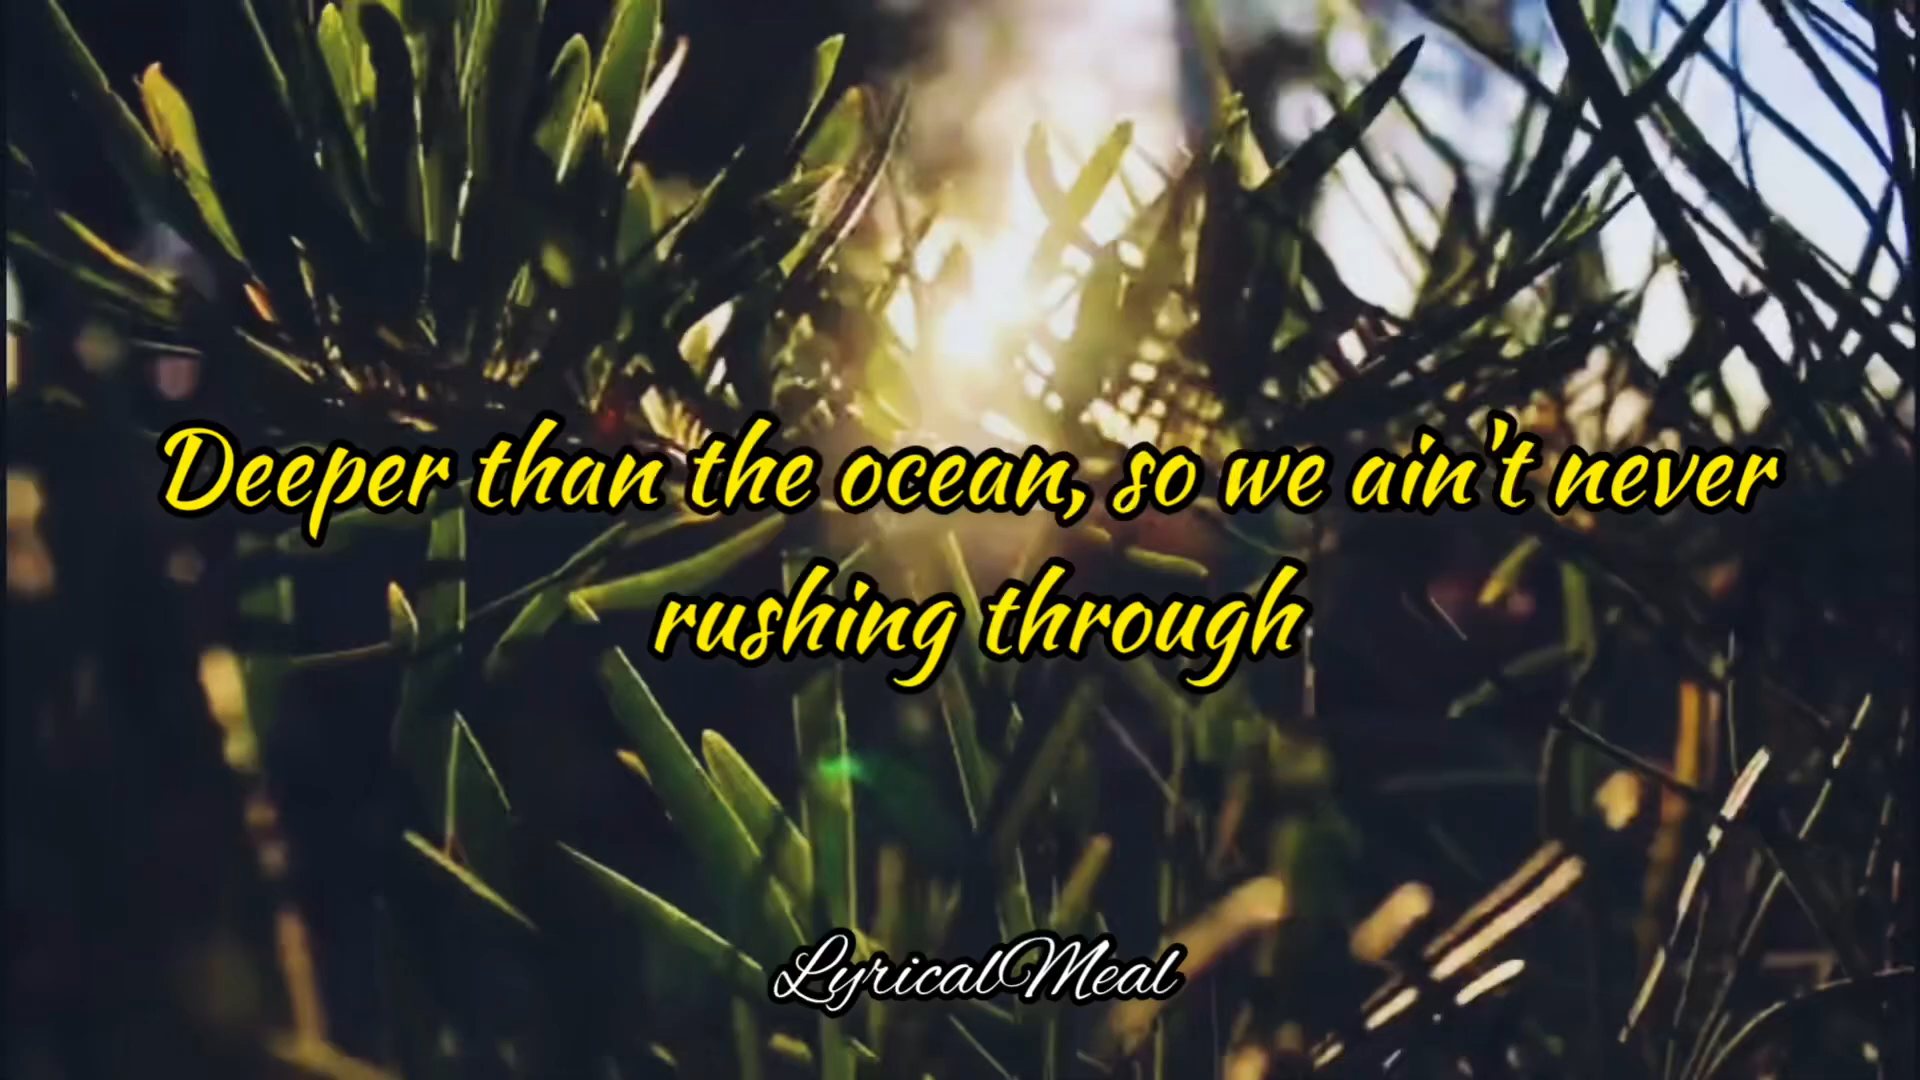 Deeper than the ocean, so we ain't never
rushing through
LyricalMeal